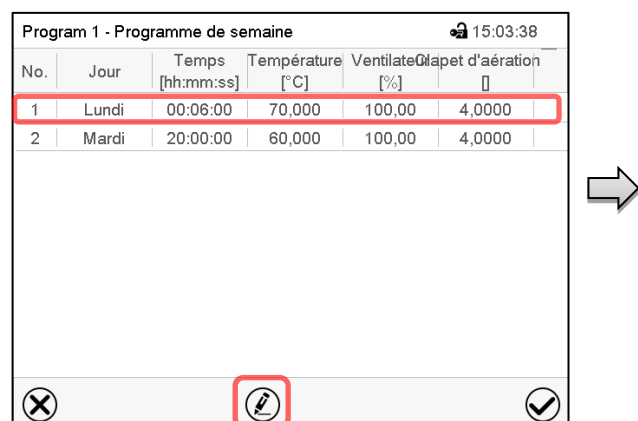 Program 1 - Programme de semaine 15:03:38
No. Jour Temps [hh:mm:ss] Température [°C] Ventilateur [%] Clapet d'aération []
1 Lundi 00:06:00 70,000 100,00 4,0000
2 Mardi 20:00:00 60,000 100,00 4,0000